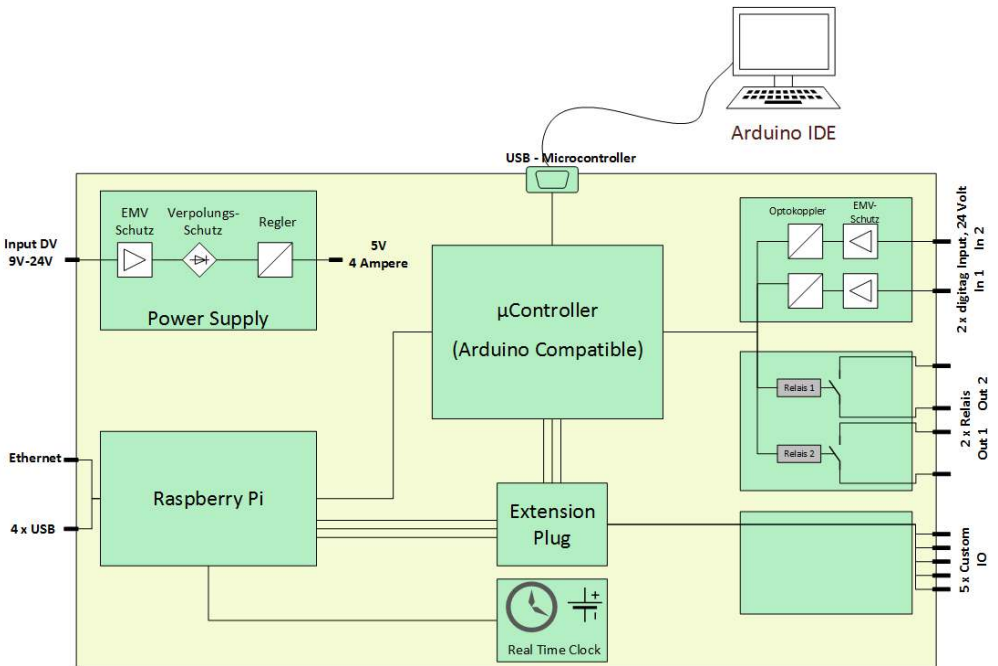 Arduino IDE
USB - Microcontroller
EMV
Schutz
Verpolungs-
Schutz
Regler
Input DV
9V-24V
5V
4 Ampere
Power Supply
µController
(Arduino Compatible)
Optokoppler
EMV-
Schutz
2 x digitag Input, 24 Volt
In 1
In 2
Relais 1
Relais 2
2 x Relais
Out 1
Out 2
Ethernet
4 x USB
Raspberry Pi
Extension
Plug
5 x Custom
IO
+
-
Real Time Clock